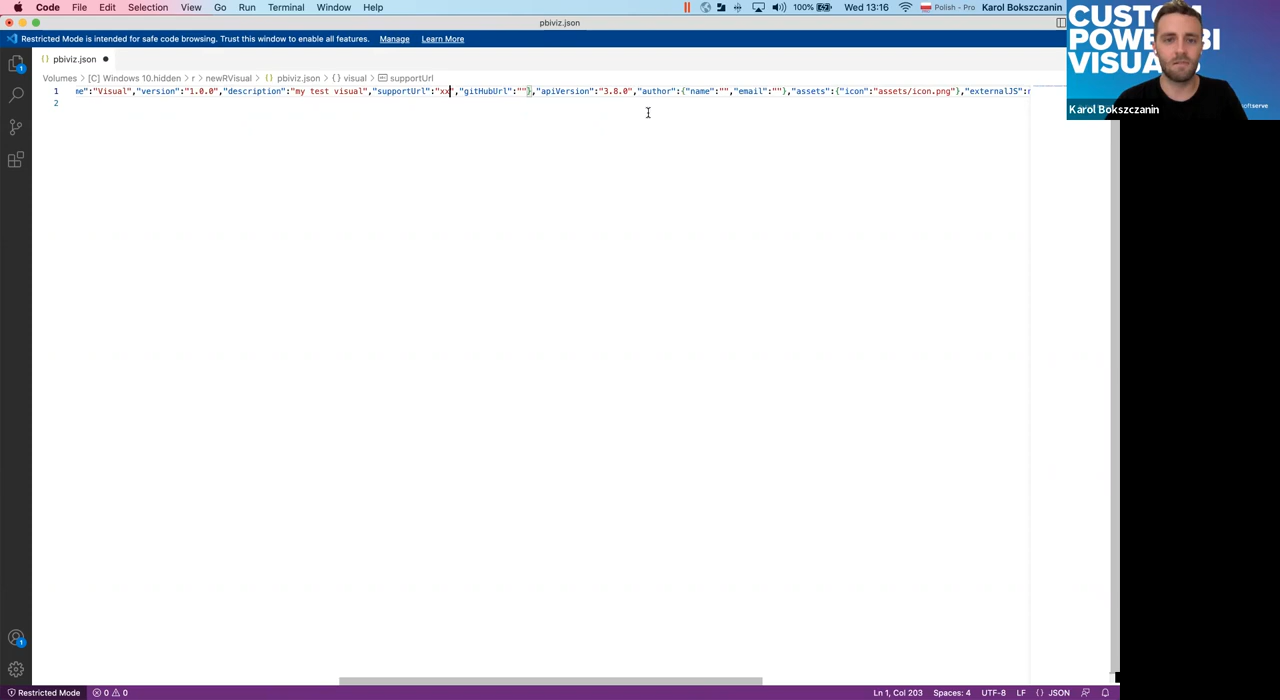 Code File Edit Selection View Go Run Terminal Window Help 100% Wed 13:16 Polish - Pro Karol Bokszczanin
pbiviz.json
Restricted Mode is intended for safe code browsing. Trust this window to enable all features. Manage Learn More
{} pbiviz.json ●
Volumes > [C] Windows 10.hidden > r > newRVisual > {} pbiviz.json > {} visual > supportUrl
1 me":"Visual","version":"1.0.0","description":"my test visual","supportUrl":"xx","gitHubUrl":""},"apiVersion":"3.8.0","author":{"name":"","email":""},"assets":{"icon":"assets/icon.png"},"externalJS":n
2
CUSTOM
POWER BI
VISUALS
softserve
Karol Bokszczanin
1
1
Restricted Mode 0 0 Ln 1, Col 203 Spaces: 4 UTF-8 LF {} JSON